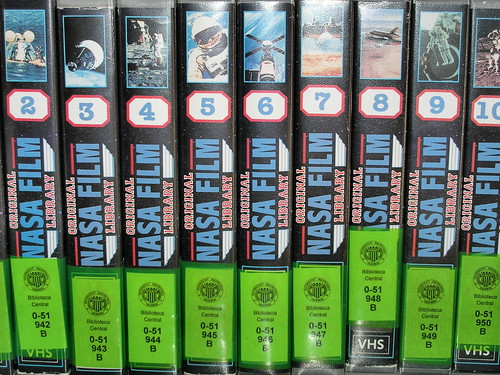 2
ORIGINAL
NASA FILM
LIBRARY
Biblioteca
Central
0-51
942
B
VHS
3
ORIGINAL
NASA FILM
LIBRARY
Biblioteca
Central
0-51
943
B
4
ORIGINAL
NASA FILM
LIBRARY
Biblioteca
Central
0-51
944
B
5
ORIGINAL
NASA FILM
LIBRARY
Biblioteca
Central
0-51
945
B
6
ORIGINAL
NASA FILM
LIBRARY
Biblioteca
Central
0-51
946
B
7
ORIGINAL
NASA FILM
LIBRARY
Biblioteca
Central
0-51
947
B
8
ORIGINAL
NASA FILM
LIBRARY
Biblioteca
Central
0-51
948
B
VHS
9
ORIGINAL
NASA FILM
LIBRARY
Biblioteca
Central
0-51
949
B
10
ORIGINAL
NASA FILM
LIBRARY
Biblioteca
Central
0-51
950
B
VHS